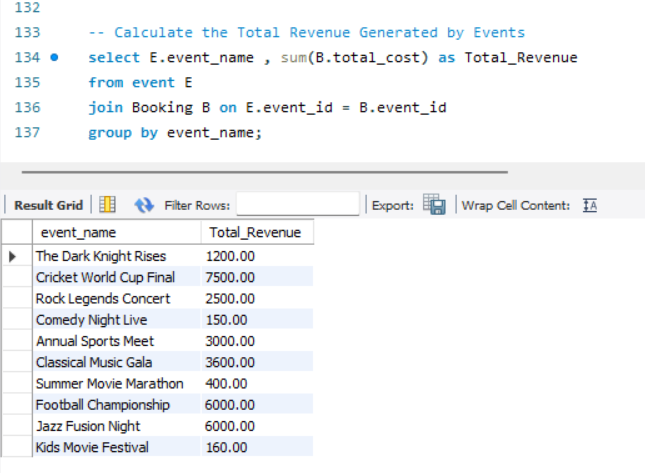 132
133 -- Calculate the Total Revenue Generated by Events
134 select E.event_name , sum(B.total_cost) as Total_Revenue
135 from event E
136 join Booking B on E.event_id = B.event_id
137 group by event_name;
Result Grid Filter Rows: Export: Wrap Cell Content: IA
event_name Total_Revenue
The Dark Knight Rises 1200.00
Cricket World Cup Final 7500.00
Rock Legends Concert 2500.00
Comedy Night Live 150.00
Annual Sports Meet 3000.00
Classical Music Gala 3600.00
Summer Movie Marathon 400.00
Football Championship 6000.00
Jazz Fusion Night 6000.00
Kids Movie Festival 160.00